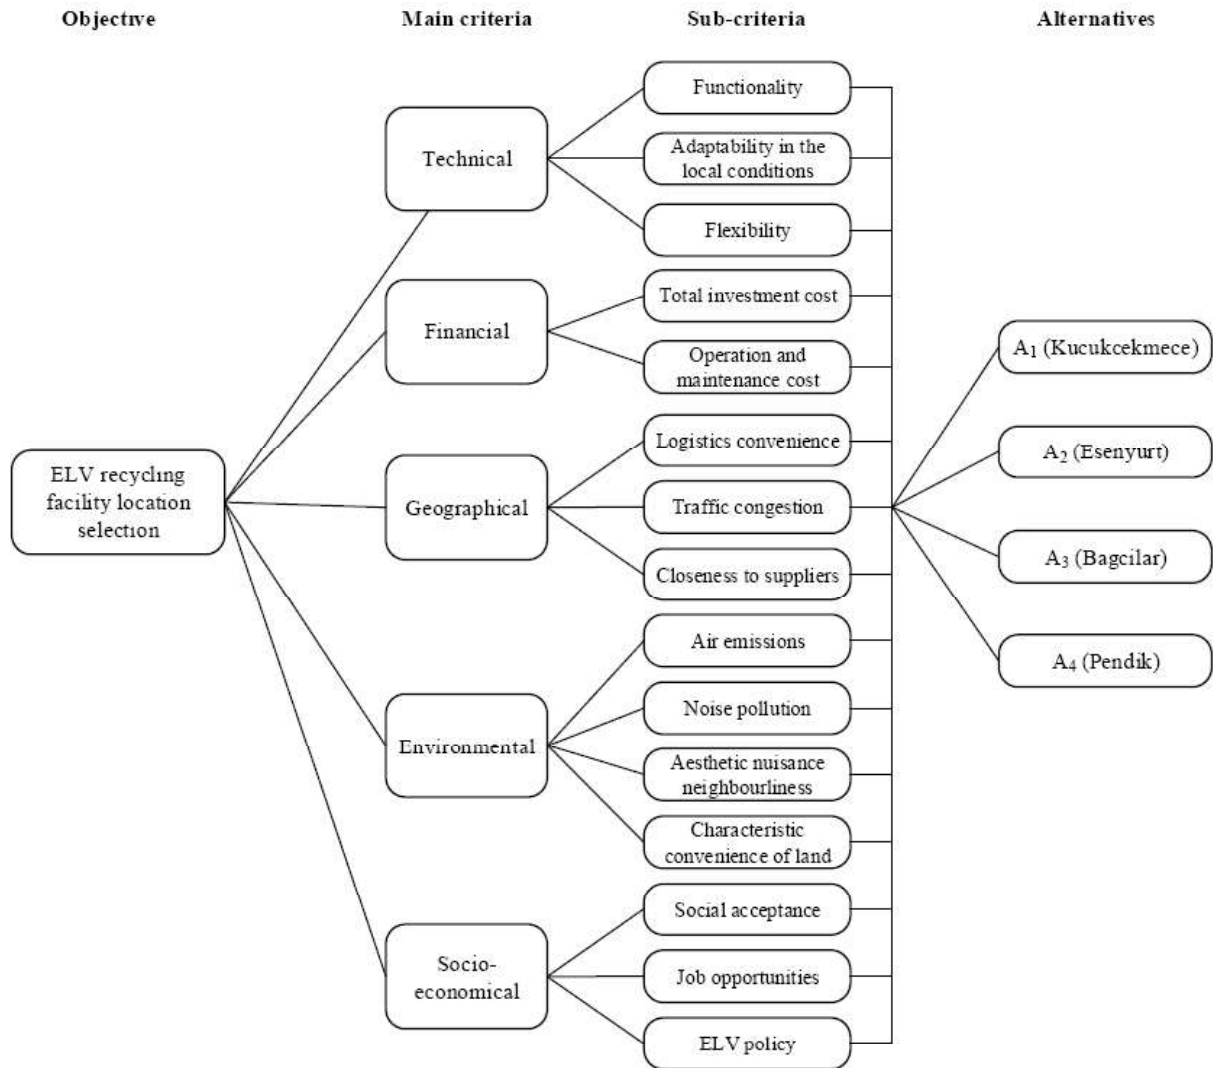 Objective
Main criteria
Sub-criteria
Alternatives
ELV recycling
facility location
selection
Technical
Financial
Geographical
Environmental
Socio-
economical
Functionality
Adaptability in the
local conditions
Flexibility
Total investment cost
Operation and
maintenance cost
Logistics convenience
Traffic congestion
Closeness to suppliers
Air emissions
Noise pollution
Aesthetic nuisance
neighbourliness
Characteristic
convenience of land
Social acceptance
Job opportunities
ELV policy
A1 (Kucukcekmece)
A2 (Esenyurt)
A3 (Bagcilar)
A4 (Pendik)